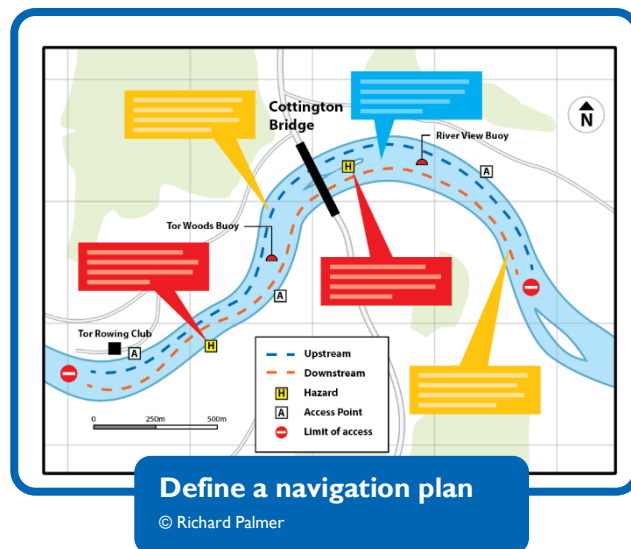 Cottington
Bridge
N
River View Buoy
H
A
Tor Woods Buoy
A
Tor Rowing Club
A
H
0 250m 500m
Upstream
Downstream
H Hazard
A Access Point
Limit of access
Define a navigation plan
© Richard Palmer